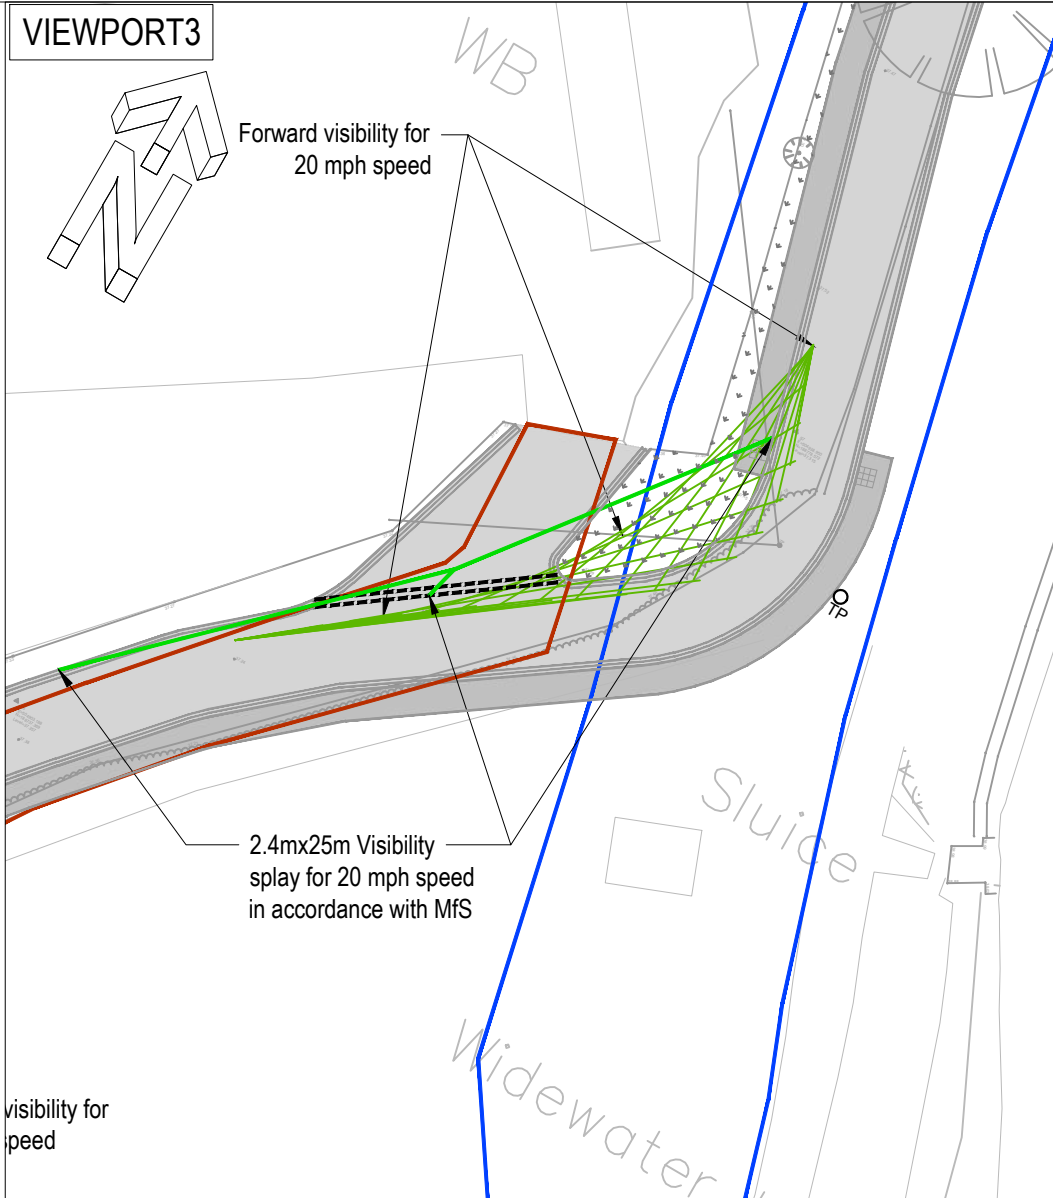 VIEWPORT3
WB
N
Forward visibility for
20 mph speed
TP
Sluice
2.4mx25m Visibility
splay for 20 mph speed
in accordance with MfS
Widewater
visibility for
speed